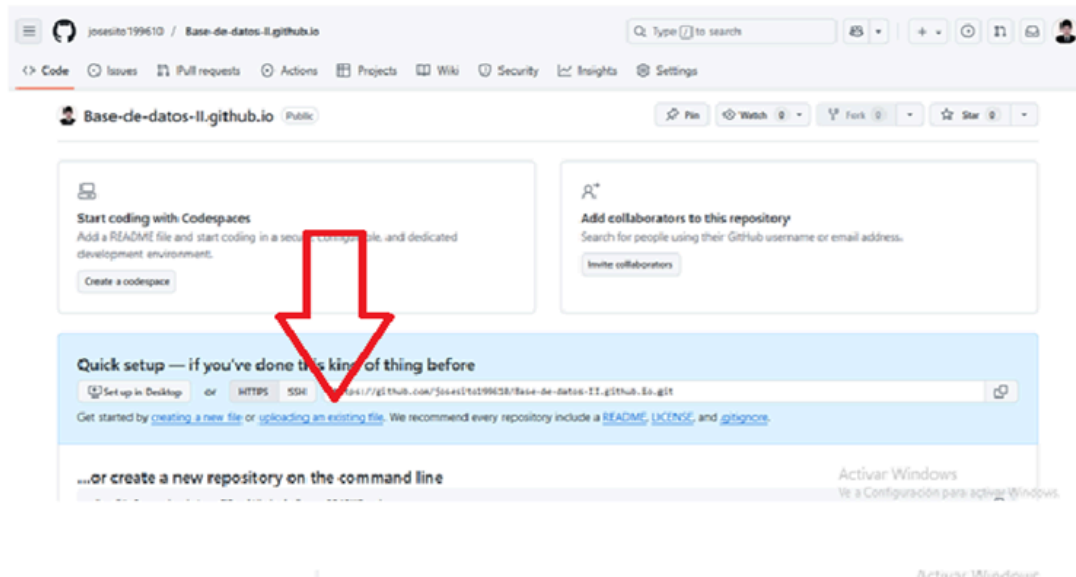 josesito199610 / Base-de-datos-II.github.io
Type / to search
Code Issues Pull requests Actions Projects Wiki Security Insights Settings
Base-de-datos-II.github.io Public
Pin Watch 0 Fork 0 Star 0
Start coding with Codespaces
Add a README file and start coding in a secure, configurable, and dedicated
development environment.
Create a codespace
Add collaborators to this repository
Search for people using their GitHub username or email address.
Invite collaborators
Quick setup — if you've done this kind of thing before
Set up in Desktop or HTTPS SSH https://github.com/josesito199610/Base-de-datos-II.github.io.git
Get started by creating a new file or uploading an existing file. We recommend every repository include a README, LICENSE, and .gitignore.
...or create a new repository on the command line
Activar Windows
Ve a Configuración para activar Windows.
Activar Windows